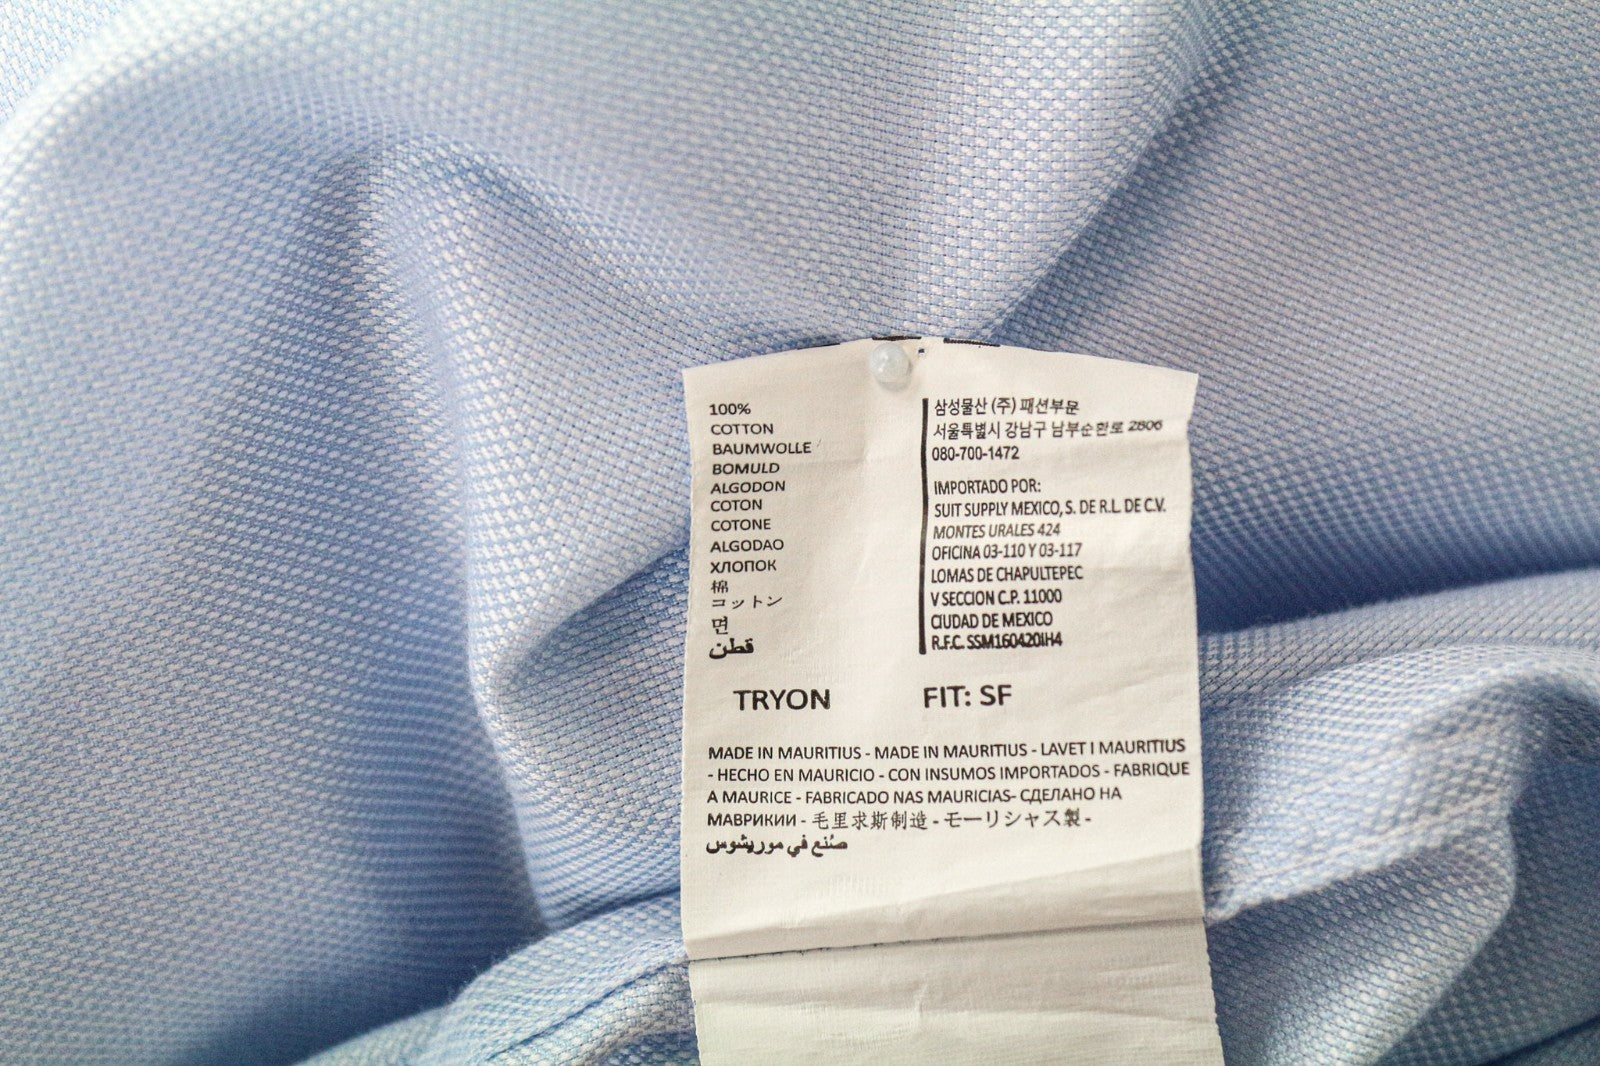 100%
COTTON
BAUMWOLLE
BOMULD
ALGODON
COTON
COTONE
ALGODAO
ХЛОПОК
棉
コットン
면
قطن
삼성물산 (주) 패션부문
서울특별시 강남구 남부순환로 2806
080-700-1472
IMPORTADO POR:
SUIT SUPPLY MEXICO, S. DE R.L. DE C.V.
MONTES URALES 424
OFICINA 03-110 Y 03-117
LOMAS DE CHAPULTEPEC
V SECCION C.P. 11000
CIUDAD DE MEXICO
R.F.C. SSM160420IH4
TRYON FIT: SF
MADE IN MAURITIUS - MADE IN MAURITIUS - LAVET I MAURITIUS
- HECHO EN MAURICIO - CON INSUMOS IMPORTADOS - FABRIQUE
A MAURICE - FABRICADO NAS MAURICIAS- СДЕЛАНО НА
МАВРИКИИ - 毛里求斯制造 - モーリシャス製 -
صُنع في موريشوس